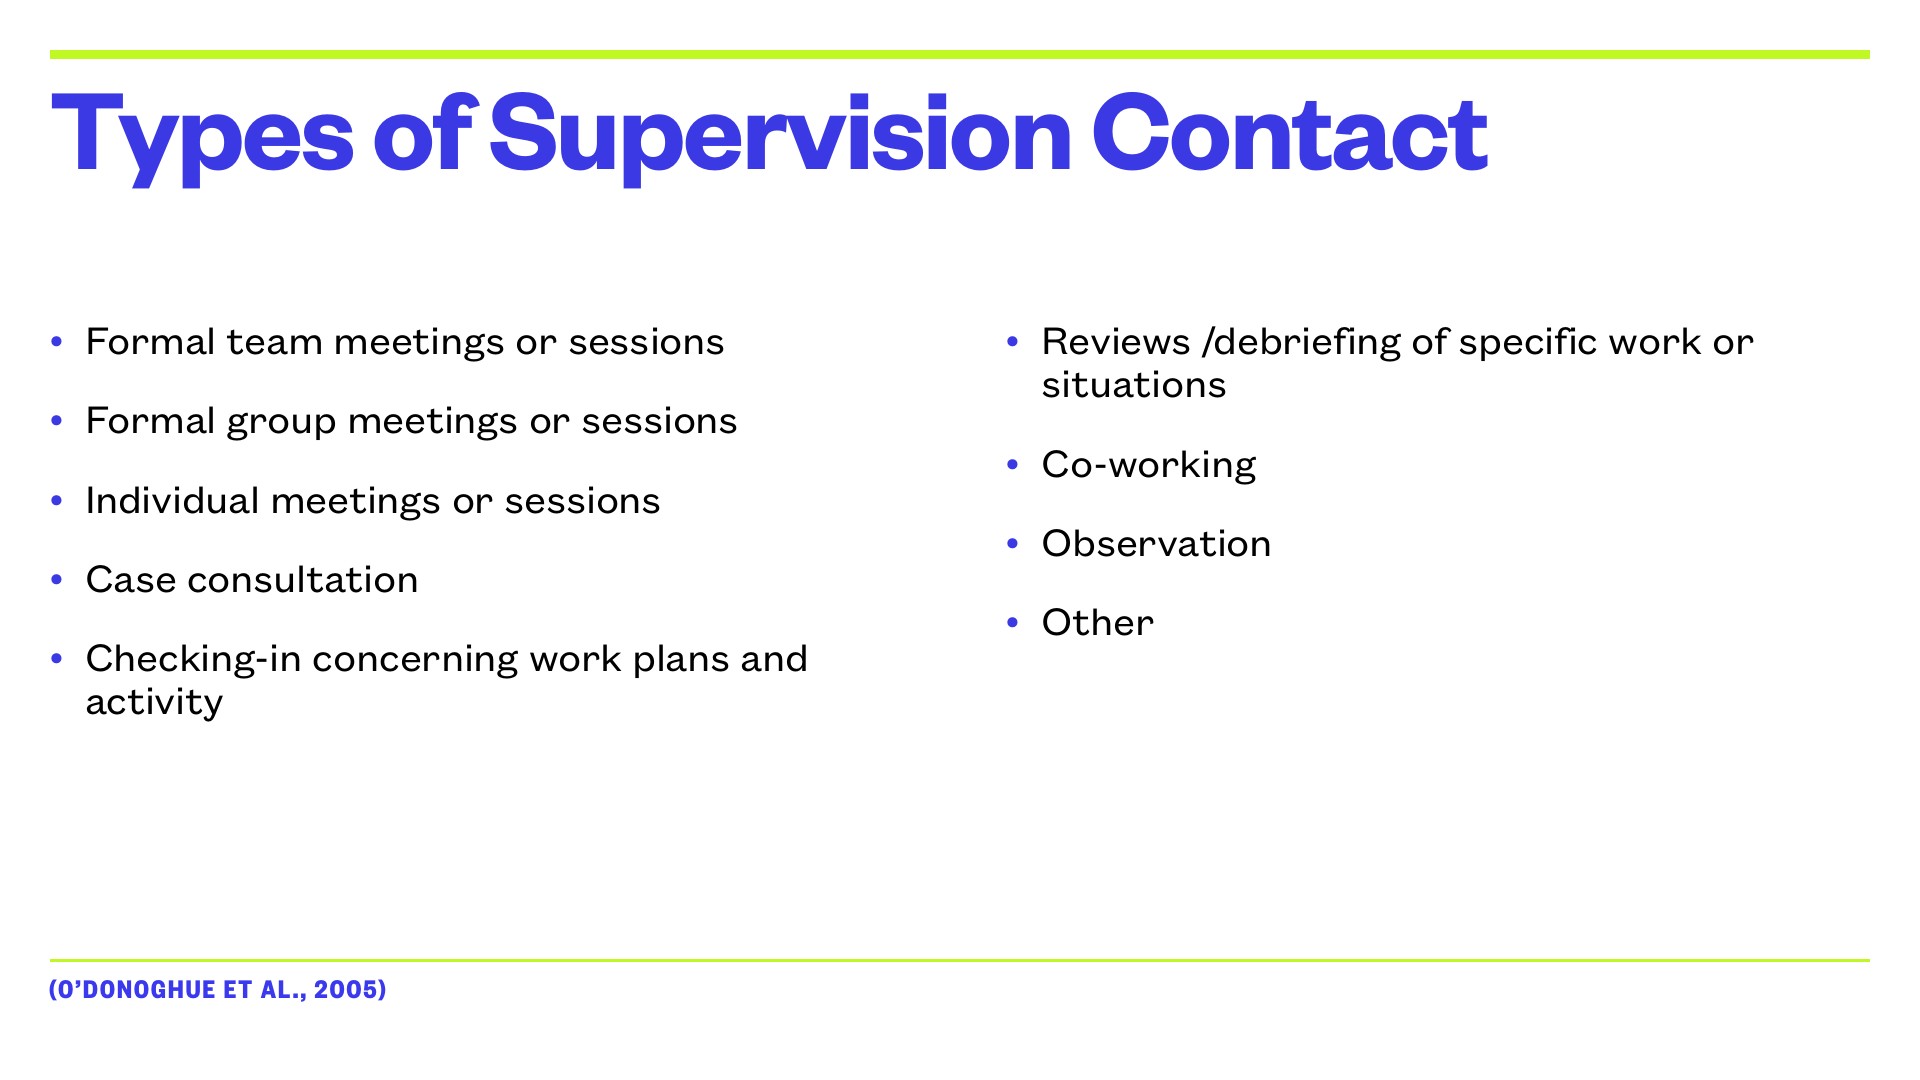 Types of Supervision Contact
• Formal team meetings or sessions
• Formal group meetings or sessions
• Individual meetings or sessions
• Case consultation
• Checking-in concerning work plans and
activity
• Reviews /debriefing of specific work or
situations
• Co-working
• Observation
• Other
(O’DONOGHUE ET AL., 2005)